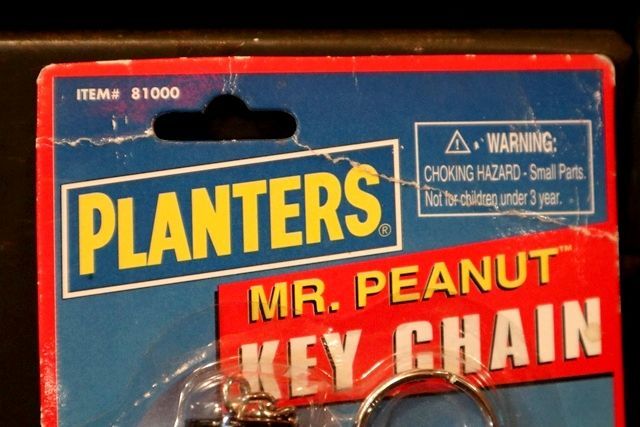 ITEM# 81000
WARNING:
CHOKING HAZARD - Small Parts.
Not for children under 3 year.
PLANTERS®
MR. PEANUT™
KEY CHAIN